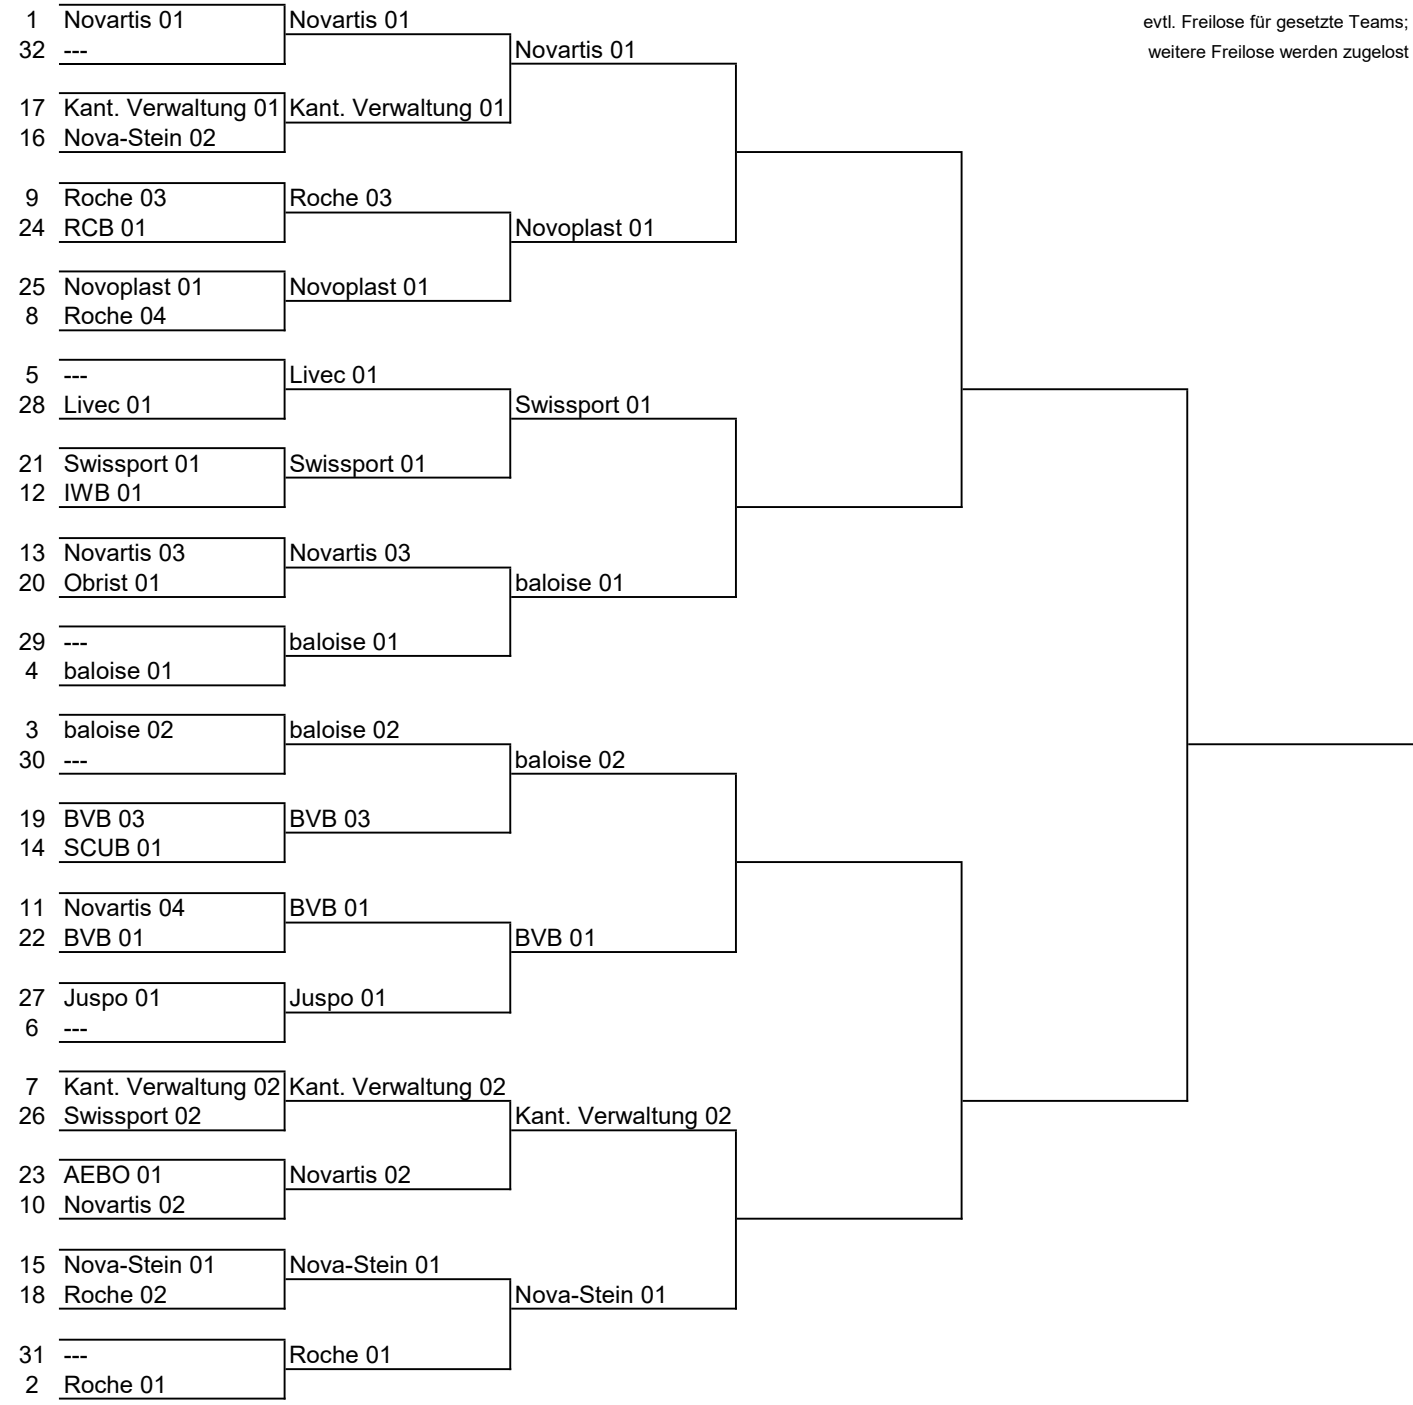 1 Novartis 01 Novartis 01 evtl. Freilose für gesetzte Teams;
32 --- Novartis 01 weitere Freilose werden zugelost
17 Kant. Verwaltung 01 Kant. Verwaltung 01
16 Nova-Stein 02
9 Roche 03 Roche 03
24 RCB 01 Novoplast 01
25 Novoplast 01 Novoplast 01
8 Roche 04
5 --- Livec 01
28 Livec 01 Swissport 01
21 Swissport 01 Swissport 01
12 IWB 01
13 Novartis 03 Novartis 03
20 Obrist 01 baloise 01
29 --- baloise 01
4 baloise 01
3 baloise 02 baloise 02
30 --- baloise 02
19 BVB 03 BVB 03
14 SCUB 01
11 Novartis 04 BVB 01
22 BVB 01 BVB 01
27 Juspo 01 Juspo 01
6 ---
7 Kant. Verwaltung 02 Kant. Verwaltung 02
26 Swissport 02 Kant. Verwaltung 02
23 AEBO 01 Novartis 02
10 Novartis 02
15 Nova-Stein 01 Nova-Stein 01
18 Roche 02 Nova-Stein 01
31 --- Roche 01
2 Roche 01